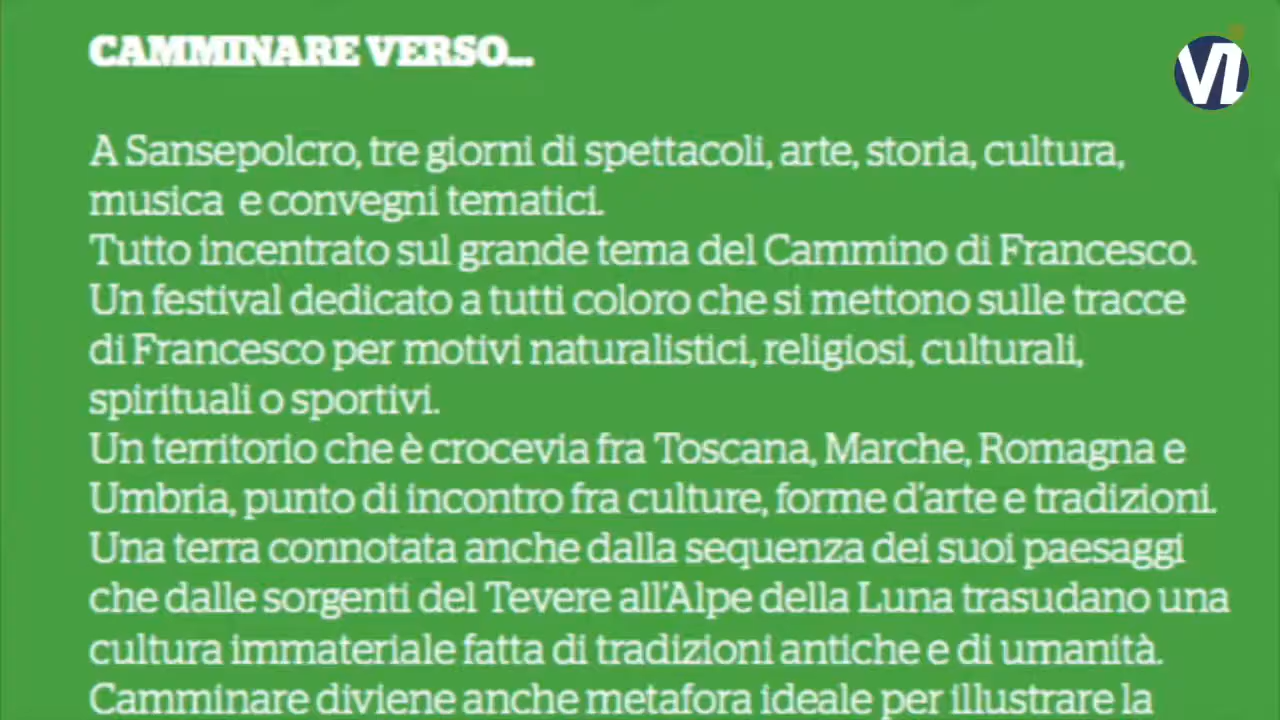 CAMMINARE VERSO...
VL
A Sansepolcro, tre giorni di spettacoli, arte, storia, cultura,
musica e convegni tematici.
Tutto incentrato sul grande tema del Cammino di Francesco.
Un festival dedicato a tutti coloro che si mettono sulle tracce
di Francesco per motivi naturalistici, religiosi, culturali,
spirituali o sportivi.
Un territorio che è crocevia fra Toscana, Marche, Romagna e
Umbria, punto di incontro fra culture, forme d'arte e tradizioni.
Una terra connotata anche dalla sequenza dei suoi paesaggi
che dalle sorgenti del Tevere all'Alpe della Luna trasudano una
cultura immateriale fatta di tradizioni antiche e di umanità.
Camminare diviene anche metafora ideale per illustrare la